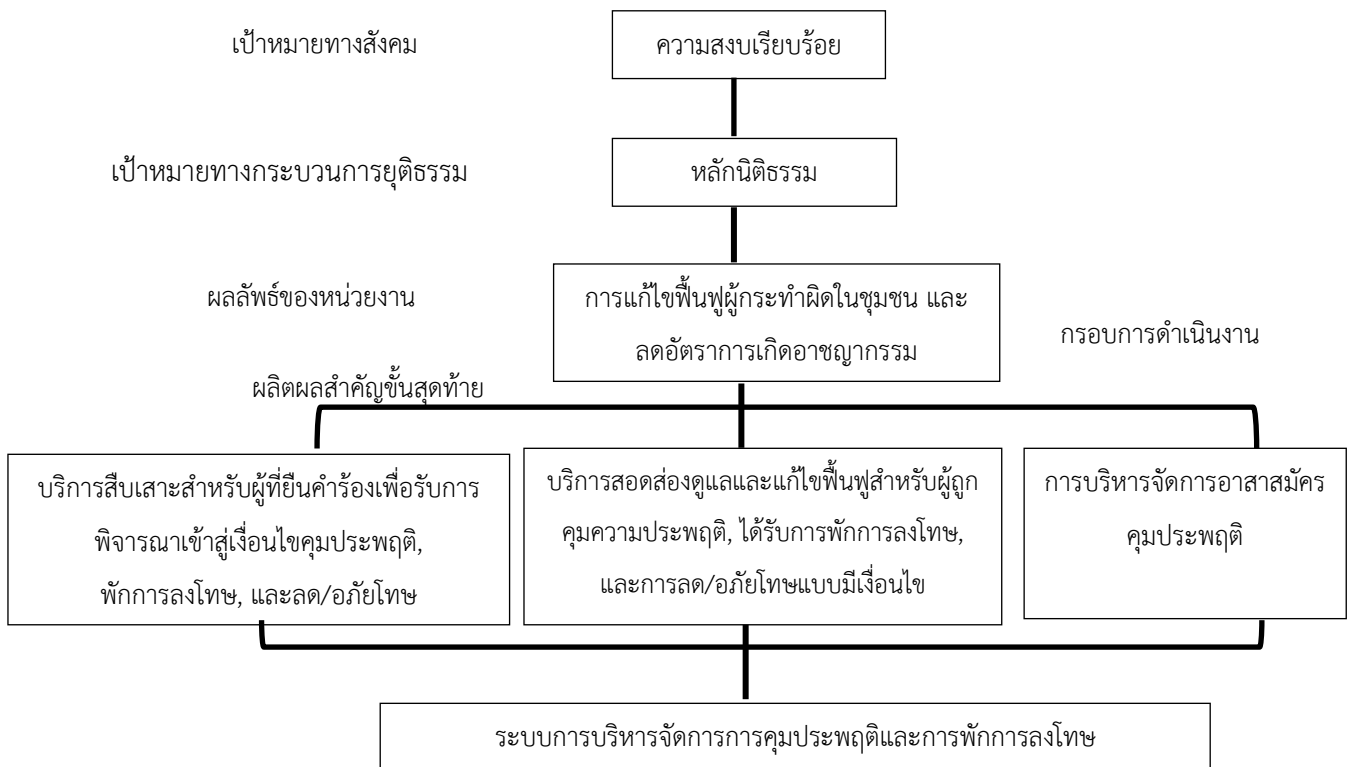 เป้าหมายทางสังคม
ความสงบเรียบร้อย
เป้าหมายทางกระบวนการยุติธรรม
หลักนิติธรรม
ผลลัพธ์ของหน่วยงาน
การแก้ไขฟื้นฟูผู้กระทำผิดในชุมชน และ
ลดอัตราการเกิดอาชญากรรม
กรอบการดำเนินงาน
ผลิตผลสำคัญขั้นสุดท้าย
บริการสืบเสาะสำหรับผู้ที่ยืนคำร้องเพื่อรับการ
พิจารณาเข้าสู่เงื่อนไขคุมประพฤติ,
พักการลงโทษ, และลด/อภัยโทษ
บริการสอดส่องดูแลและแก้ไขฟื้นฟูสำหรับผู้ถูก
คุมความประพฤติ, ได้รับการพักการลงโทษ,
และการลด/อภัยโทษแบบมีเงื่อนไข
การบริหารจัดการอาสาสมัคร
คุมประพฤติ
ระบบการบริหารจัดการการคุมประพฤติและการพักการลงโทษ